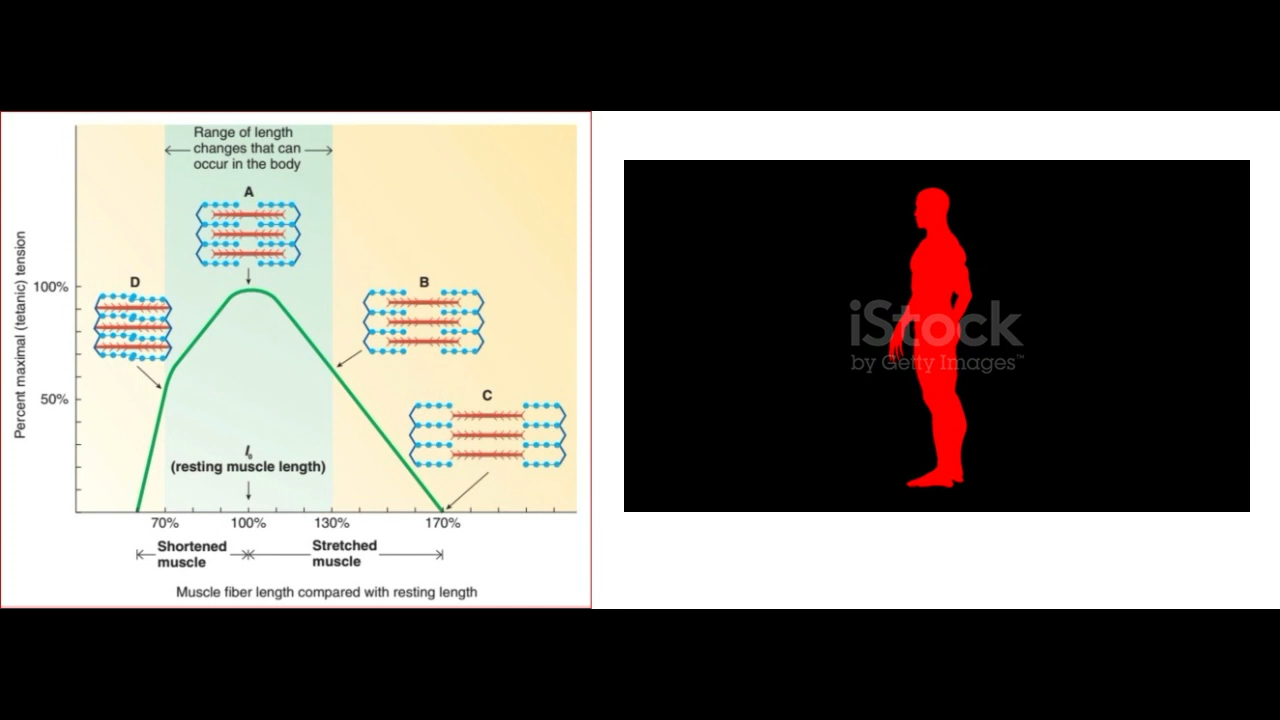 Range of length
changes that can
occur in the body
A
D
B
C
Percent maximal (tetanic) tension
100%
50%
l₀
(resting muscle length)
70%
100%
130%
170%
Shortened
muscle
Stretched
muscle
Muscle fiber length compared with resting length
iStock
by Getty Images™